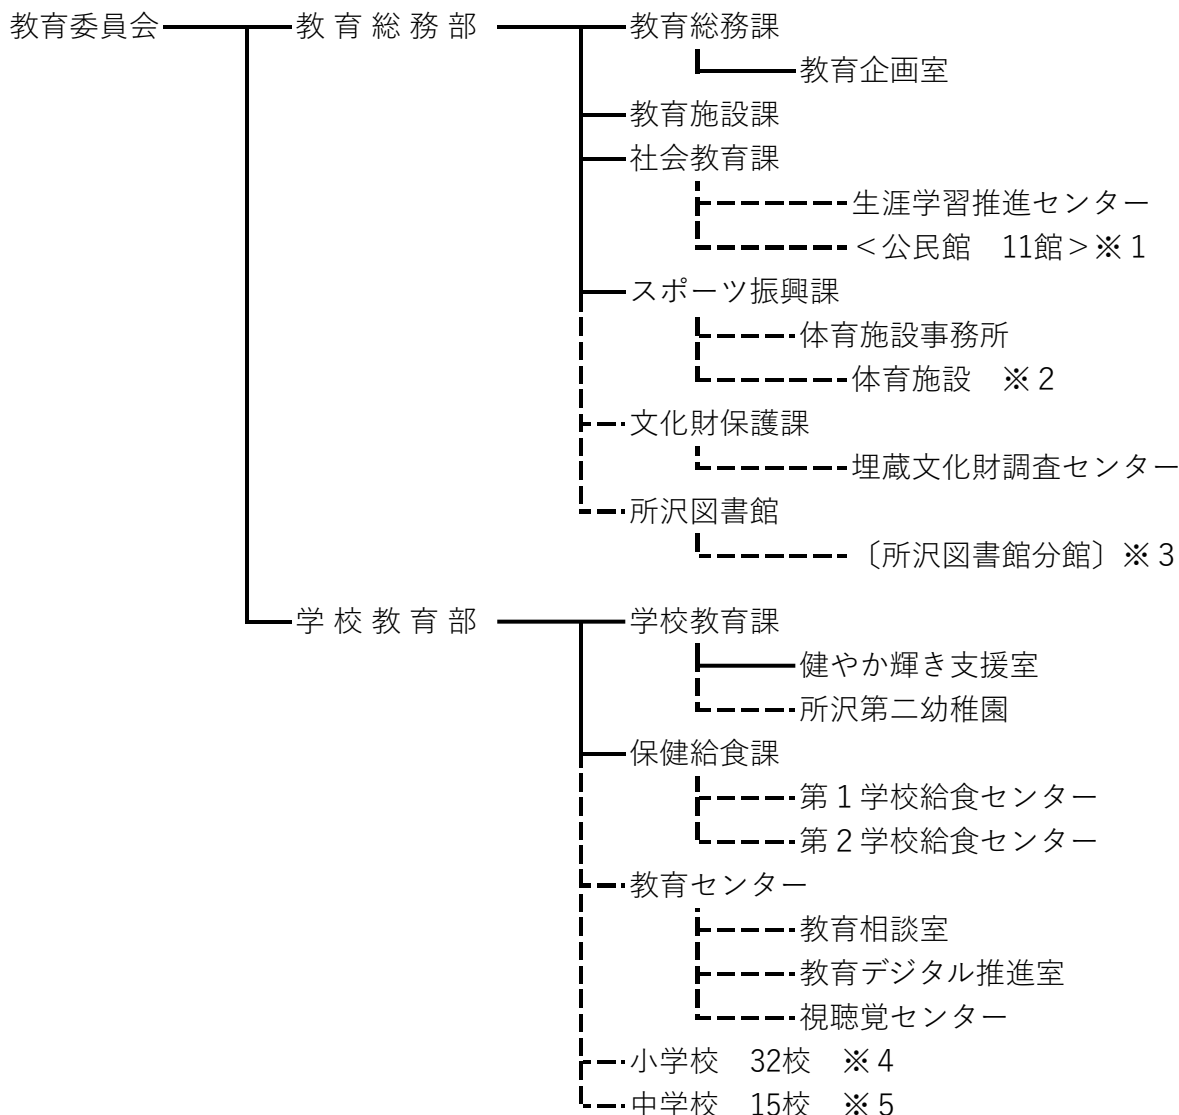 教育委員会 教育総務部 教育総務課
教育企画室
教育施設課
社会教育課
生涯学習推進センター
＜公民館　11館＞※１
スポーツ振興課
体育施設事務所
体育施設　※２
文化財保護課
埋蔵文化財調査センター
所沢図書館
〔所沢図書館分館〕※３
学校教育部 学校教育課
健やか輝き支援室
所沢第二幼稚園
保健給食課
第１学校給食センター
第２学校給食センター
教育センター
教育相談室
教育デジタル推進室
視聴覚センター
小学校　32校　※４
中学校　15校　※５